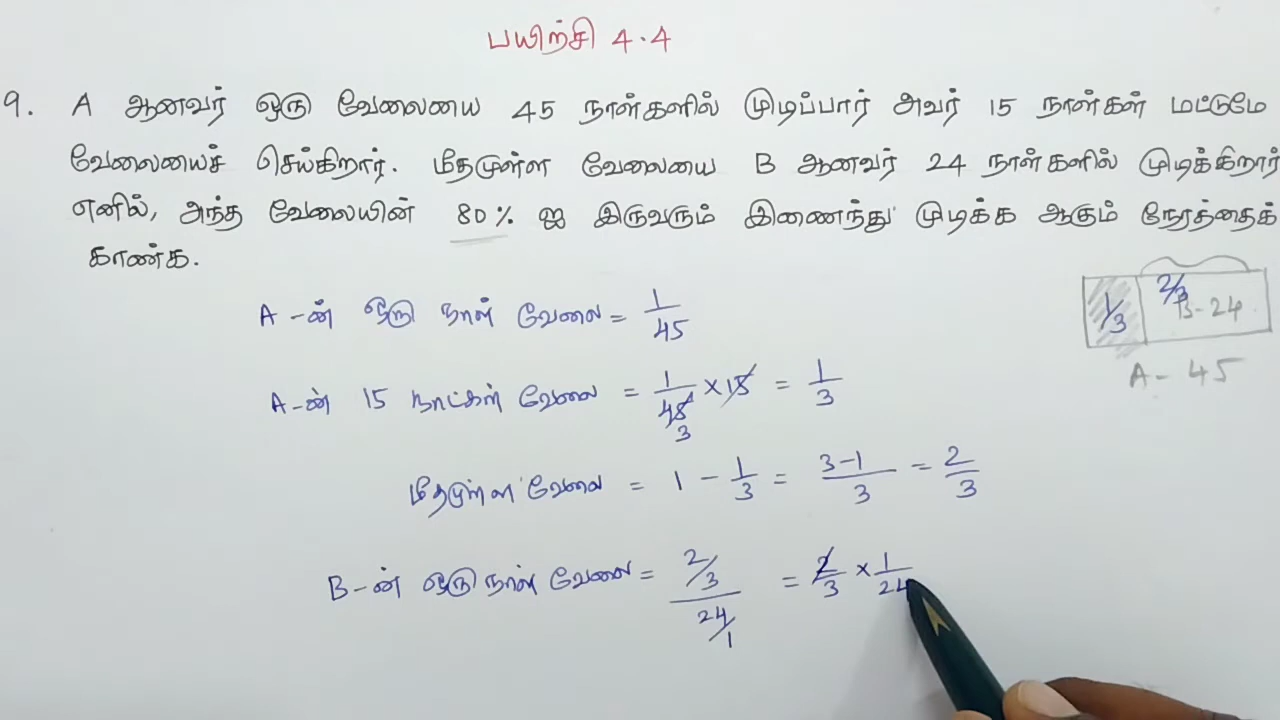 பயிற்சி 4.4
9. A ஆனவர் ஒரு வேலையை 45 நாள்களில் முடிப்பார் அவர் 15 நாள்கள் மட்டுமே
வேலையைச் செய்கிறார். மீதமுள்ள வேலையை B ஆனவர் 24 நாள்களில் முடிக்கிறார்
எனில், அந்த வேலையின் 80% ஐ இருவரும் இணைந்து முடிக்க ஆகும் நேரத்தைக்
காண்க.
1/3 2/3 B-24
A - 45
A-ன் ஒரு நாள் வேலை = 1/45
A-ன் 15 நாட்கள் வேலை = 1/45 × 15 = 1/3
3
மீதமுள்ள வேலை = 1 - 1/3 = 3-1/3 = 2/3
B-ன் ஒரு நாள் வேலை = 2/3 / 24/1 = 2/3 × 1/24